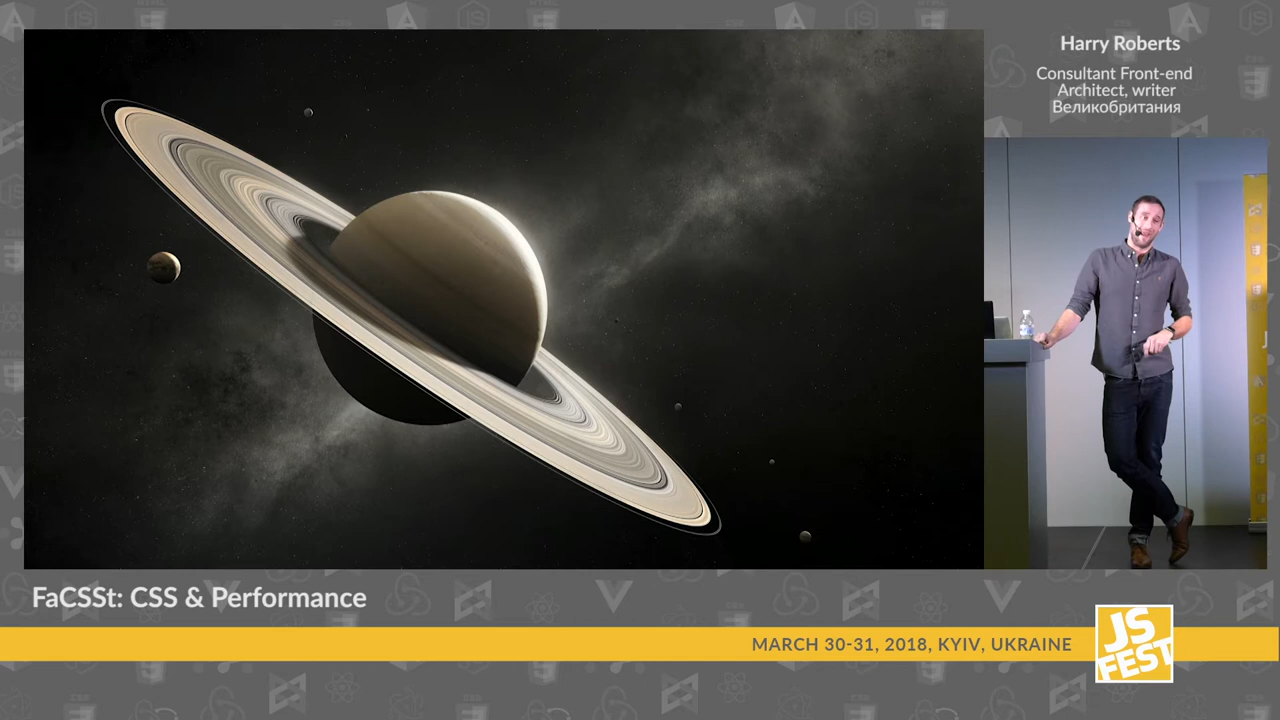 Harry Roberts
Consultant Front-end
Architect, writer
Великобритания
FaCSSt: CSS & Performance
MARCH 30-31, 2018, KYIV, UKRAINE
JS
FEST